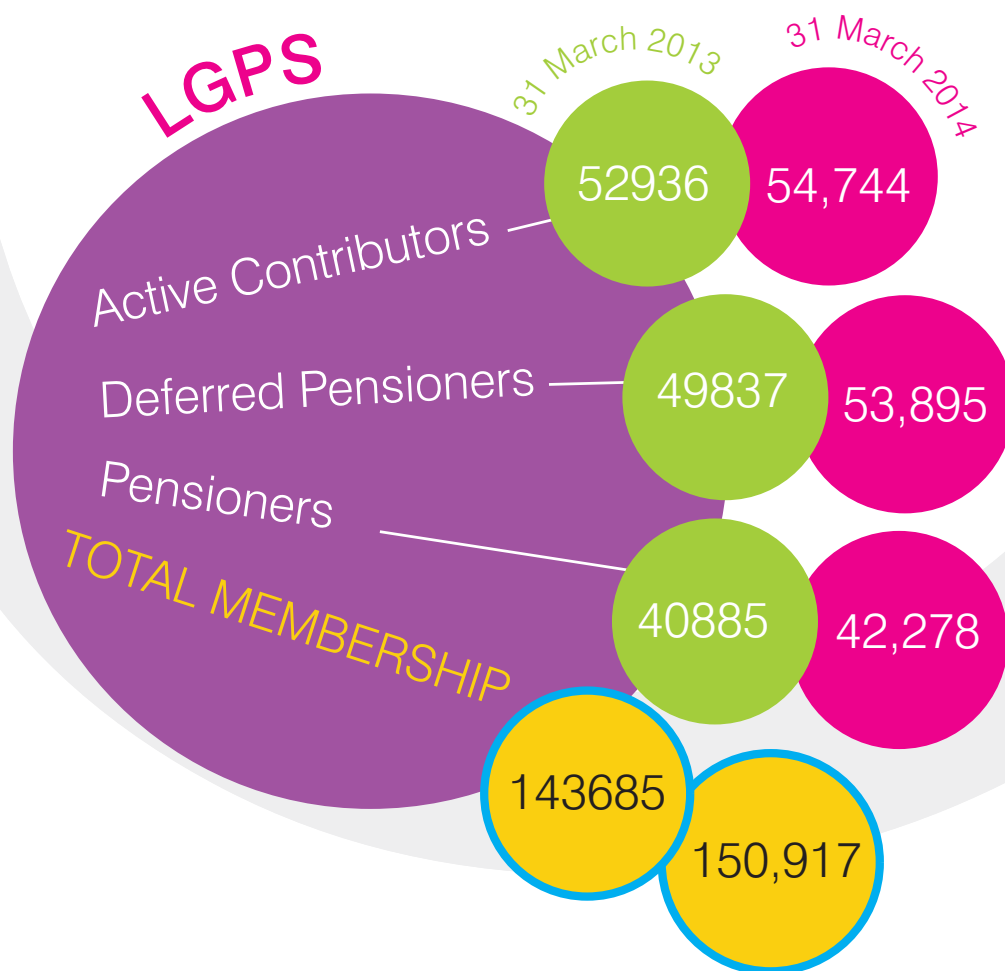 LGPS
31 March 2013
31 March 2014
Active Contributors
52936
54,744
Deferred Pensioners
49837
53,895
Pensioners
40885
42,278
TOTAL MEMBERSHIP
143685
150,917